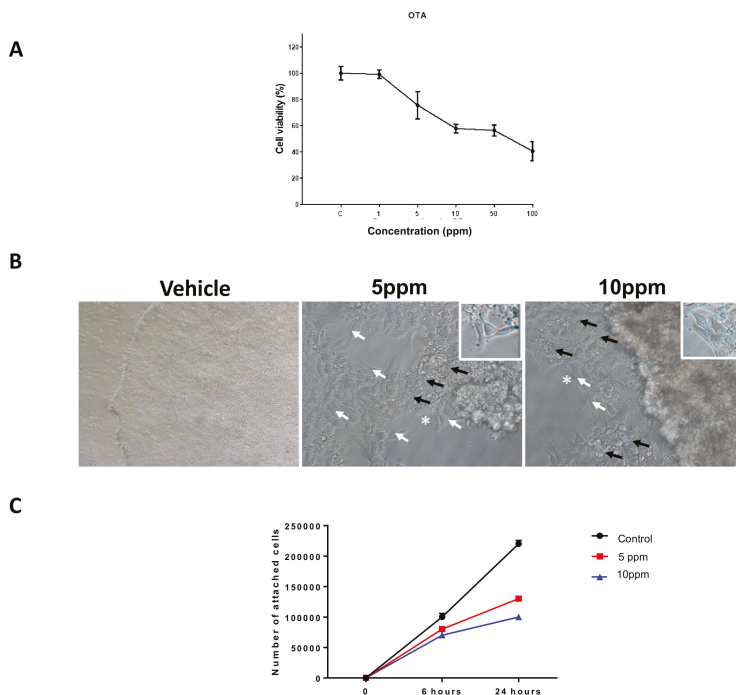 OTA
A
120
100
80
60
40
20
0
Cell viability (%)
C 1 5 10 50 100
Concentration (ppm)
B
Vehicle 5ppm 10ppm
*
*
C
250000
200000
150000
100000
50000
0
Number of attached cells
0 6 hours 24 hours
Control
5 ppm
10ppm